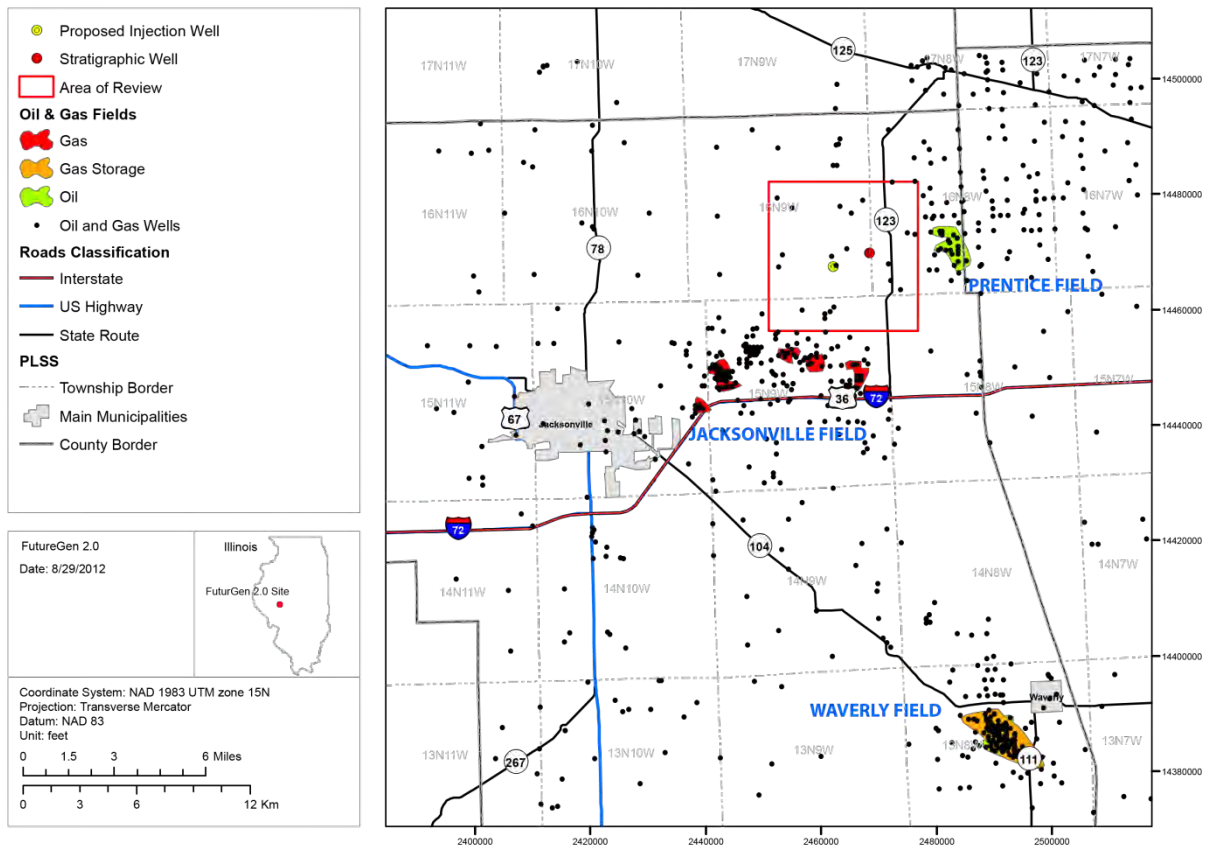 Proposed Injection Well
Stratigraphic Well
Area of Review
Oil & Gas Fields
Gas
Gas Storage
Oil
Oil and Gas Wells
Roads Classification
Interstate
US Highway
State Route
PLSS
Township Border
Main Municipalities
County Border
FutureGen 2.0
Date: 8/29/2012
Illinois
FuturGen 2.0 Site
Coordinate System: NAD 1983 UTM zone 15N
Projection: Transverse Mercator
Datum: NAD 83
Unit: feet
0 1.5 3 6 Miles
0 3 6 12 Km
17N11W
17N10W
17N9W
125
17N8W
123
17N7W
14500000
16N11W
16N10W
16N9W
16N8W
16N7W
14480000
78
123
PRENTICE FIELD
14460000
15N11W
67
Jacksonville
15N9W
36
72
15N8W
15N7W
14440000
JACKSONVILLE FIELD
72
104
14420000
14N11W
14N10W
14N9W
14N8W
14N7W
14400000
Waverly
WAVERLY FIELD
13N11W
13N10W
13N9W
13N7W
267
111
14380000
2400000
2420000
2440000
2460000
2480000
2500000